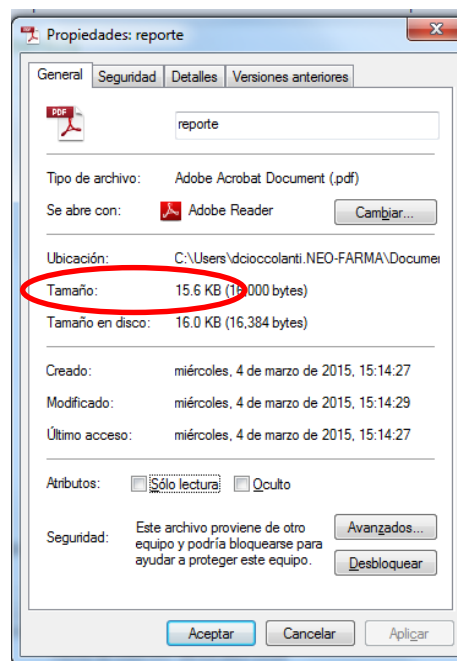 Propiedades: reporte
General Seguridad Detalles Versiones anteriores
PDF
reporte
Tipo de archivo: Adobe Acrobat Document (.pdf)
Se abre con: Adobe Reader Cambiar...
Ubicación: C:\Users\dcioccolanti.NEO-FARMA\Documer
Tamaño: 15.6 KB (16,000 bytes)
Tamaño en disco: 16.0 KB (16,384 bytes)
Creado: miércoles, 4 de marzo de 2015, 15:14:27
Modificado: miércoles, 4 de marzo de 2015, 15:14:29
Último acceso: miércoles, 4 de marzo de 2015, 15:14:27
Atributos: Sólo lectura Oculto
Seguridad: Este archivo proviene de otro
equipo y podría bloquearse para
ayudar a proteger este equipo.
Avanzados...
Desbloquear
Aceptar Cancelar Aplicar